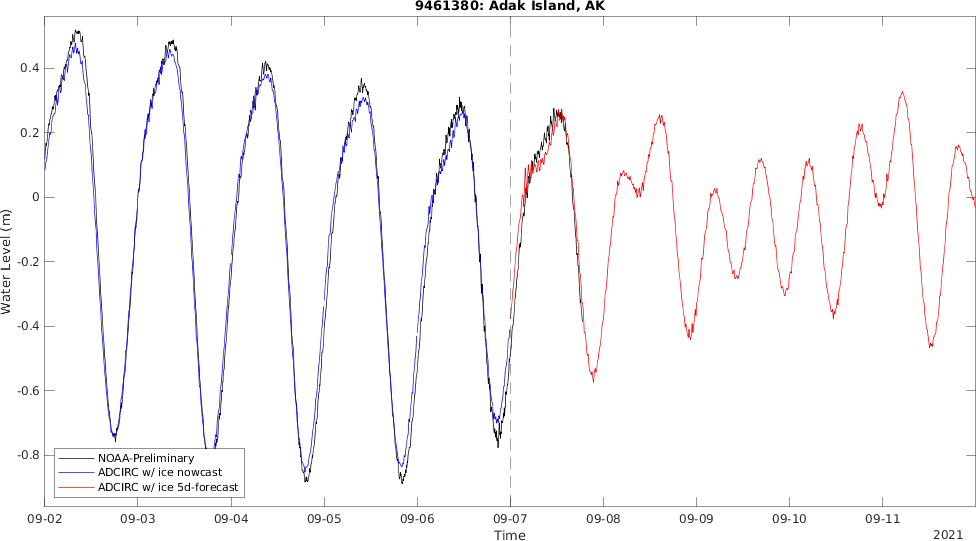 9461380: Adak Island, AK
0.4
0.2
0
-0.2
-0.4
-0.6
-0.8
Water Level (m)
NOAA-Preliminary
ADCIRC w/ ice nowcast
ADCIRC w/ ice 5d-forecast
09-02 09-03 09-04 09-05 09-06 09-07 09-08 09-09 09-10 09-11
Time
2021